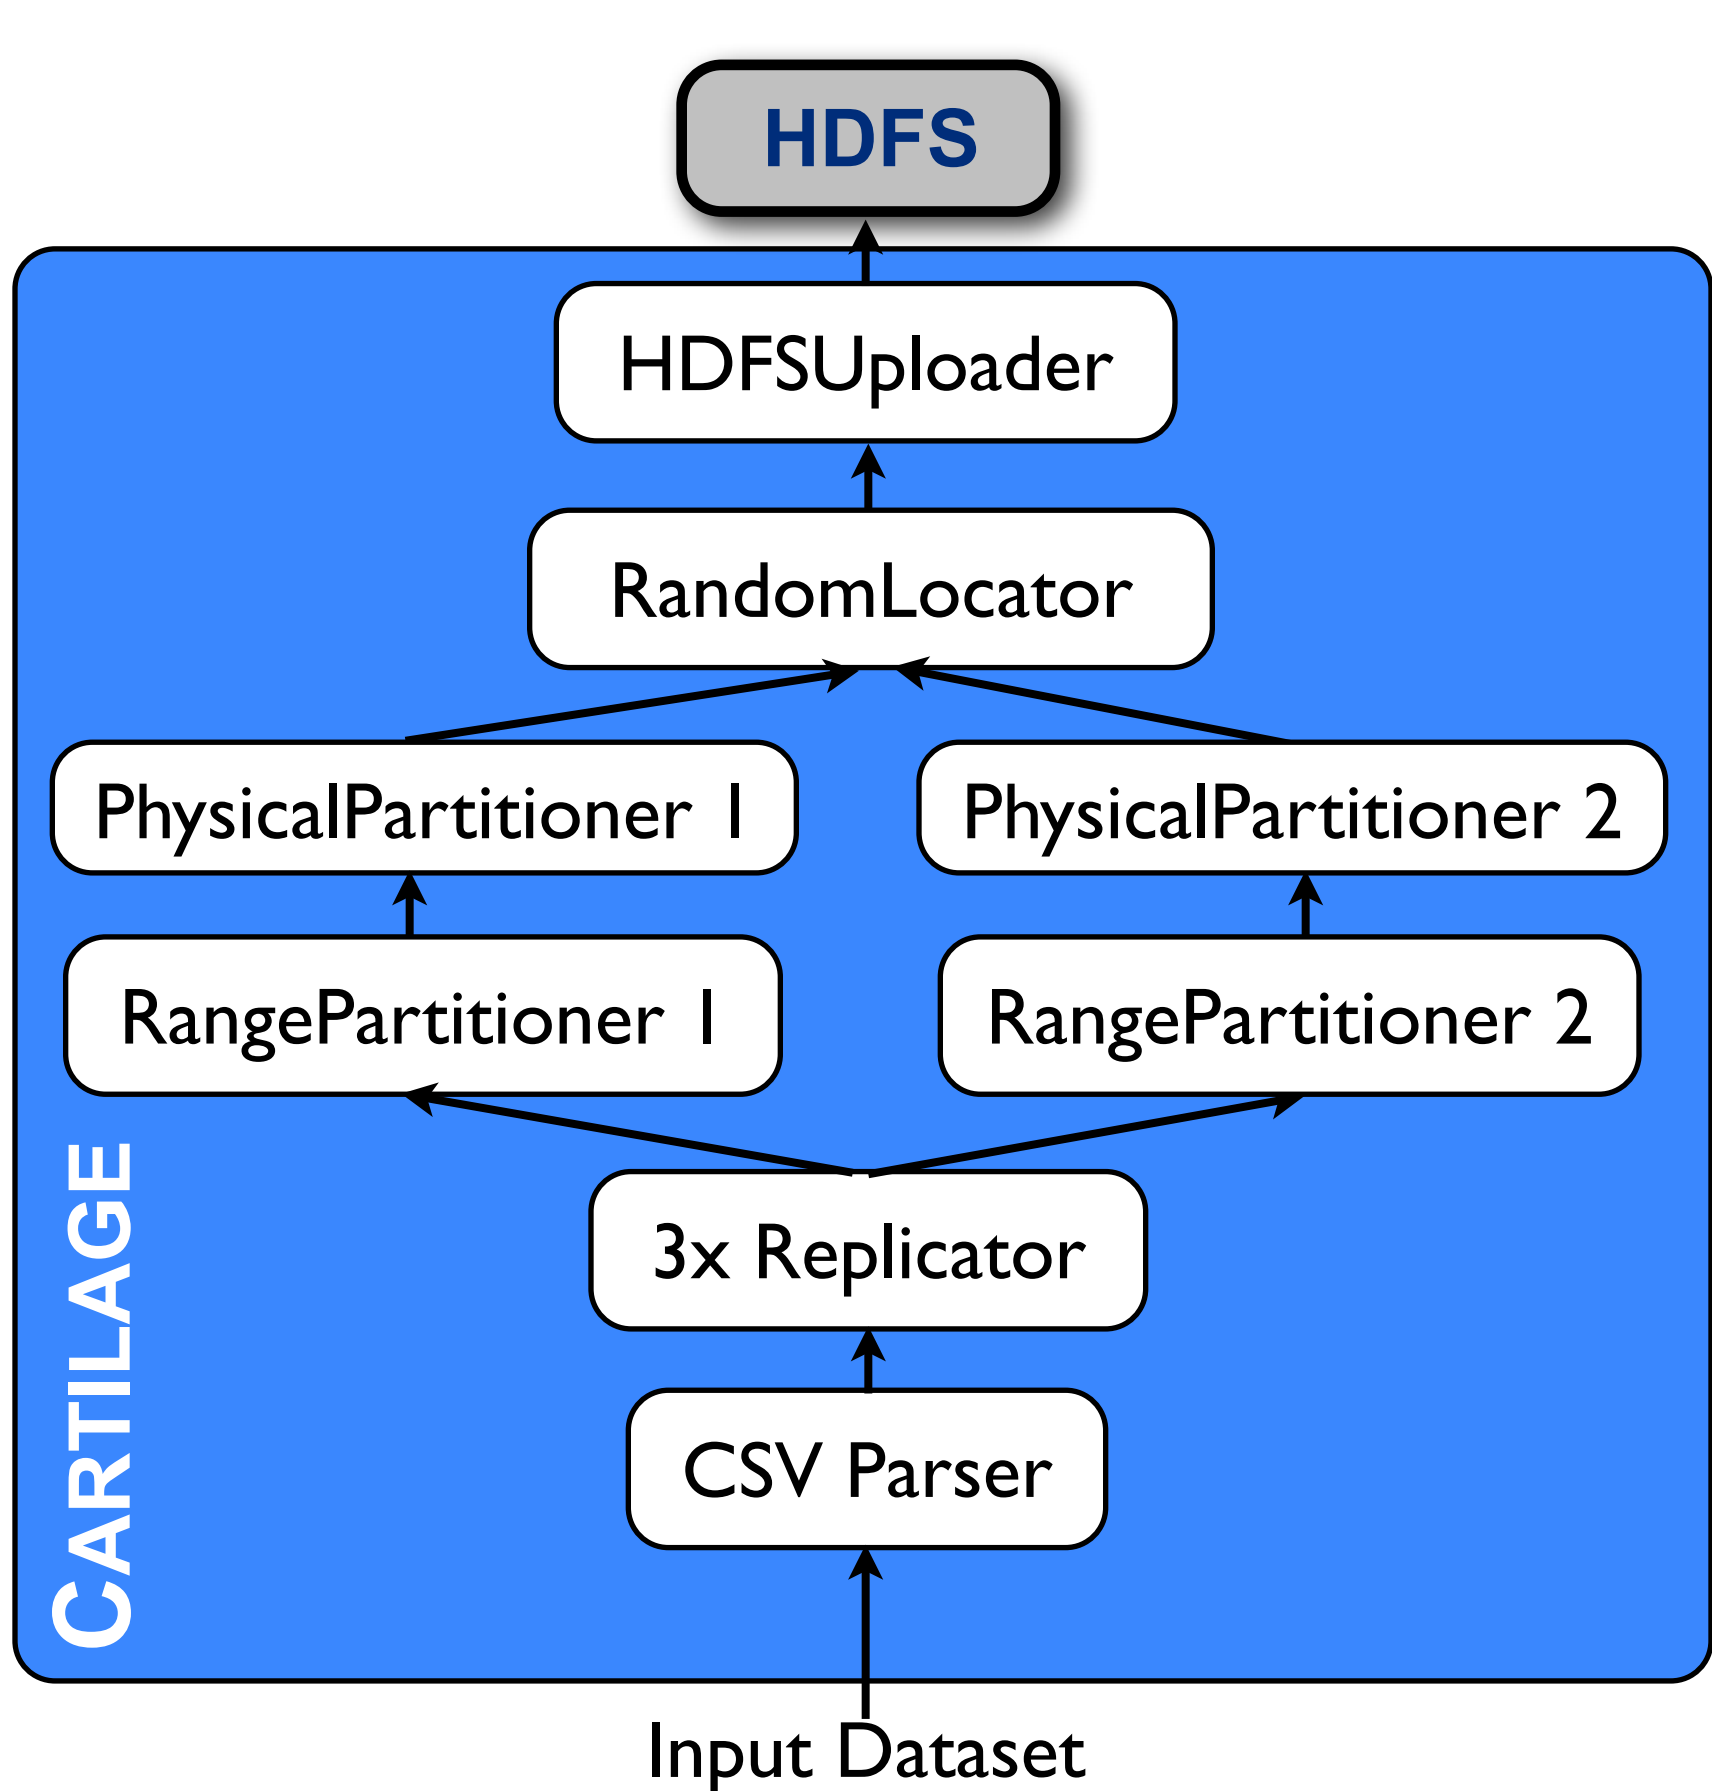 HDFS
HDFSUploader
RandomLocator
PhysicalPartitioner 1
PhysicalPartitioner 2
RangePartitioner 1
RangePartitioner 2
3x Replicator
CSV Parser
CARTILAGE
Input Dataset